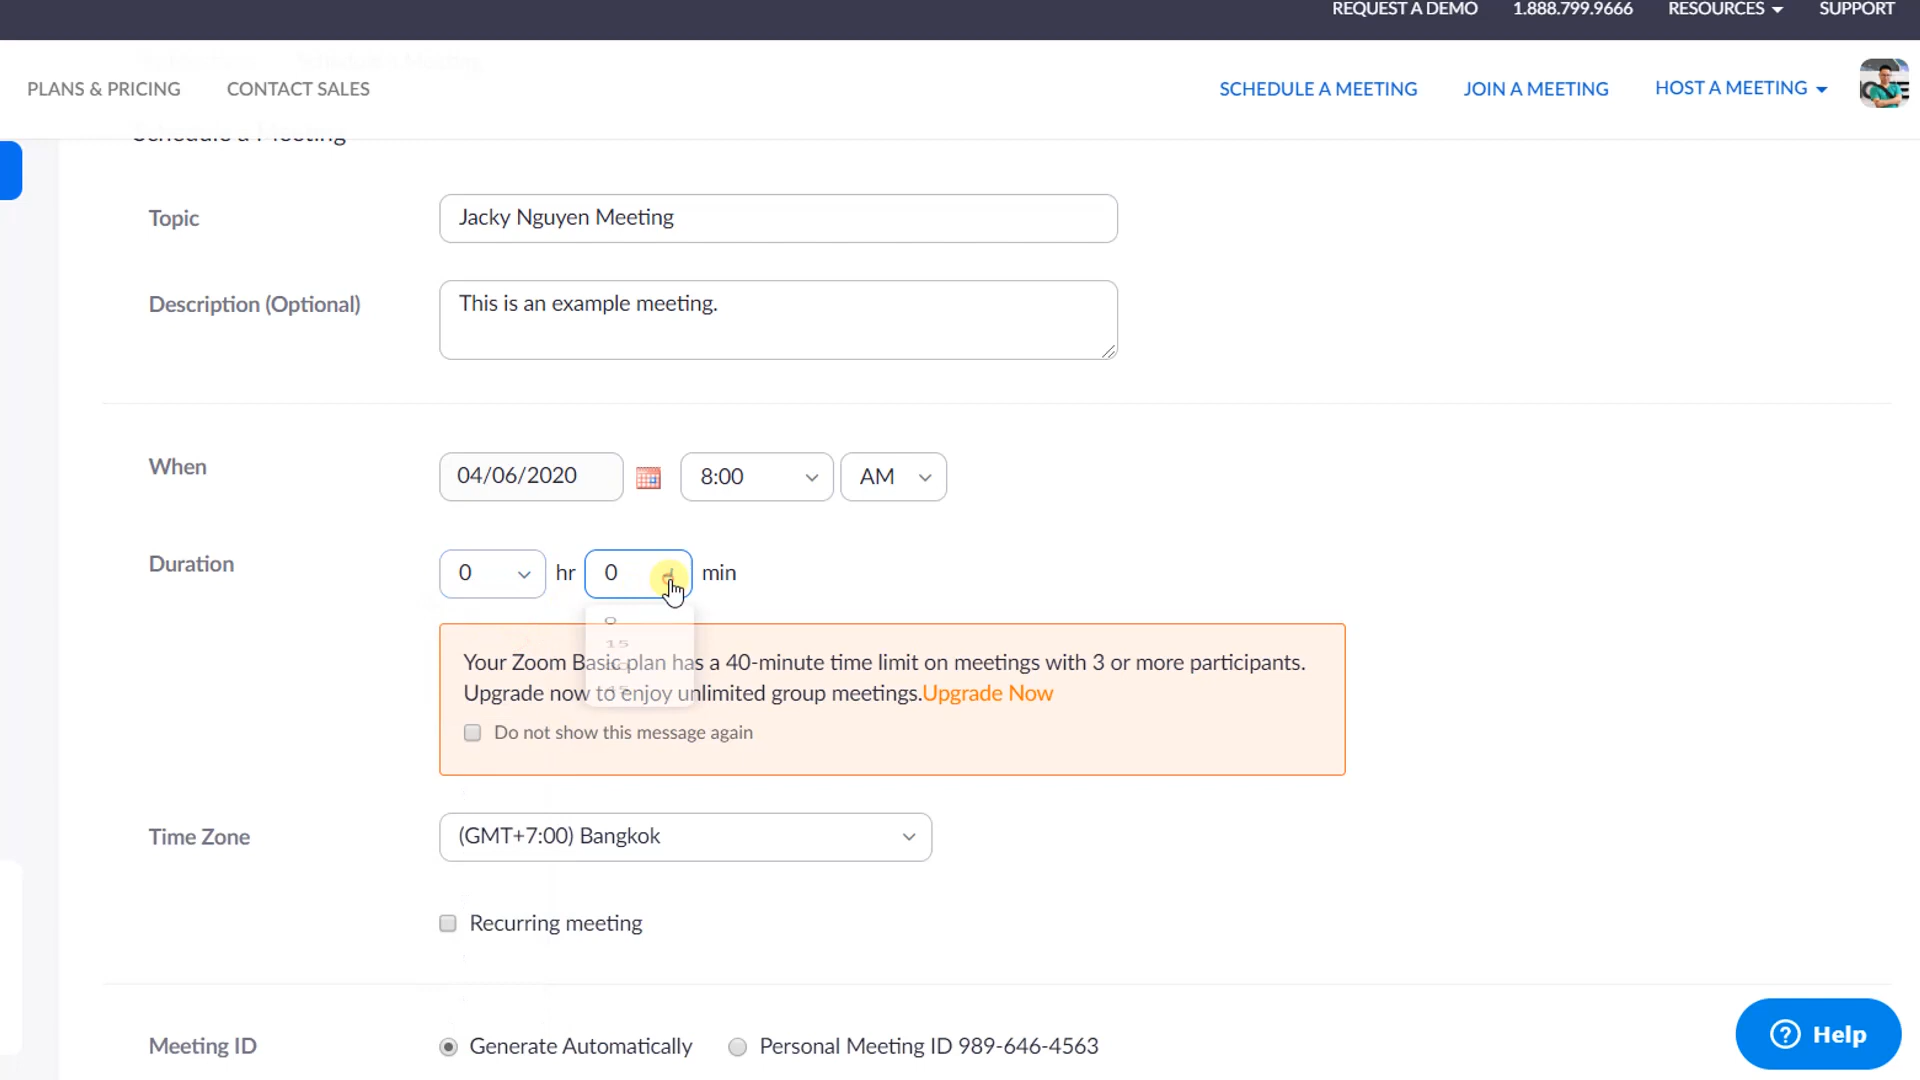 REQUEST A DEMO 1.888.799.9666 RESOURCES SUPPORT
PLANS & PRICING CONTACT SALES SCHEDULE A MEETING JOIN A MEETING HOST A MEETING
Schedule a Meeting
Topic Jacky Nguyen Meeting
Description (Optional) This is an example meeting.
When 04/06/2020 8:00 AM
Duration 0 hr 0 min
0
15
Your Zoom Basic plan has a 40-minute time limit on meetings with 3 or more participants.
Upgrade now to enjoy unlimited group meetings.Upgrade Now
Do not show this message again
Time Zone (GMT+7:00) Bangkok
Recurring meeting
Meeting ID Generate Automatically Personal Meeting ID 989-646-4563
Help